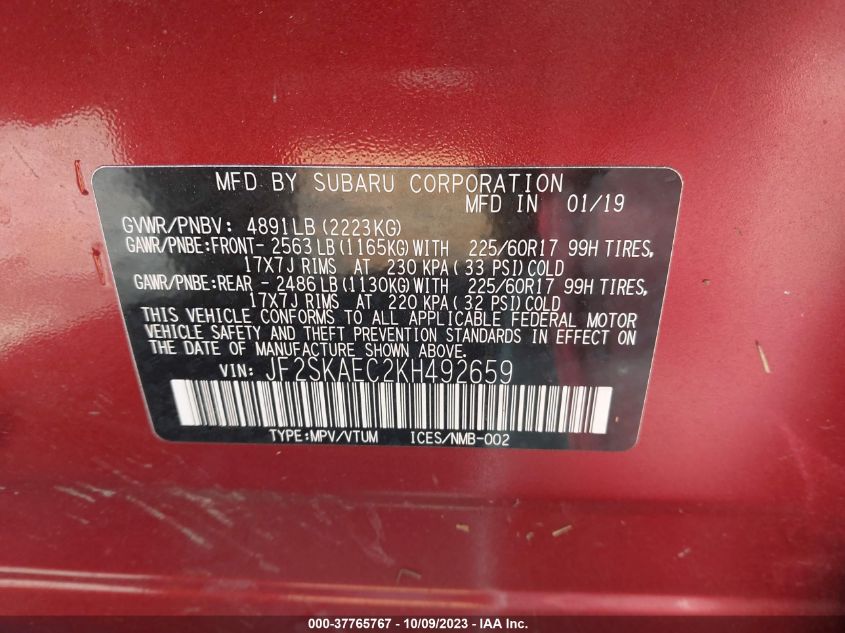 MFD BY SUBARU CORPORATION
MFD IN 01/19
GVWR/PNBV: 4891LB(2223KG)
GAWR/PNBE:FRONT- 2563LB(1165KG)WITH 225/60R17 99H TIRES,
17X7J RIMS AT 230 KPA( 33 PSI)COLD
GAWR/PNBE:REAR - 2486LB(1130KG)WITH 225/60R17 99H TIRES,
17X7J RIMS AT 220 KPA( 32 PSI)COLD
THIS VEHICLE CONFORMS TO ALL APPLICABLE FEDERAL MOTOR
VEHICLE SAFETY AND THEFT PREVENTION STANDARDS IN EFFECT ON
THE DATE OF MANUFACTURE SHOWN ABOVE.
VIN: JF2SKAEC2KH492659
TYPE:MPV/VTUM ICES/NMB-002
000-37765767 - 10/09/2023 - IAA, Inc.